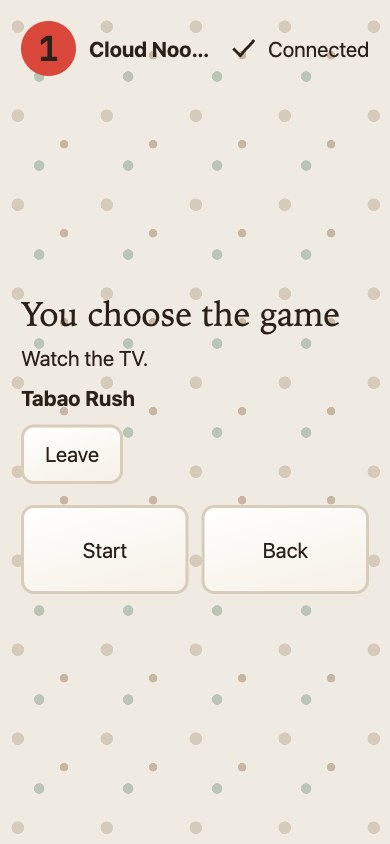 1 Cloud Noo... Connected
You choose the game
Watch the TV.
Tabao Rush
Leave
Start Back